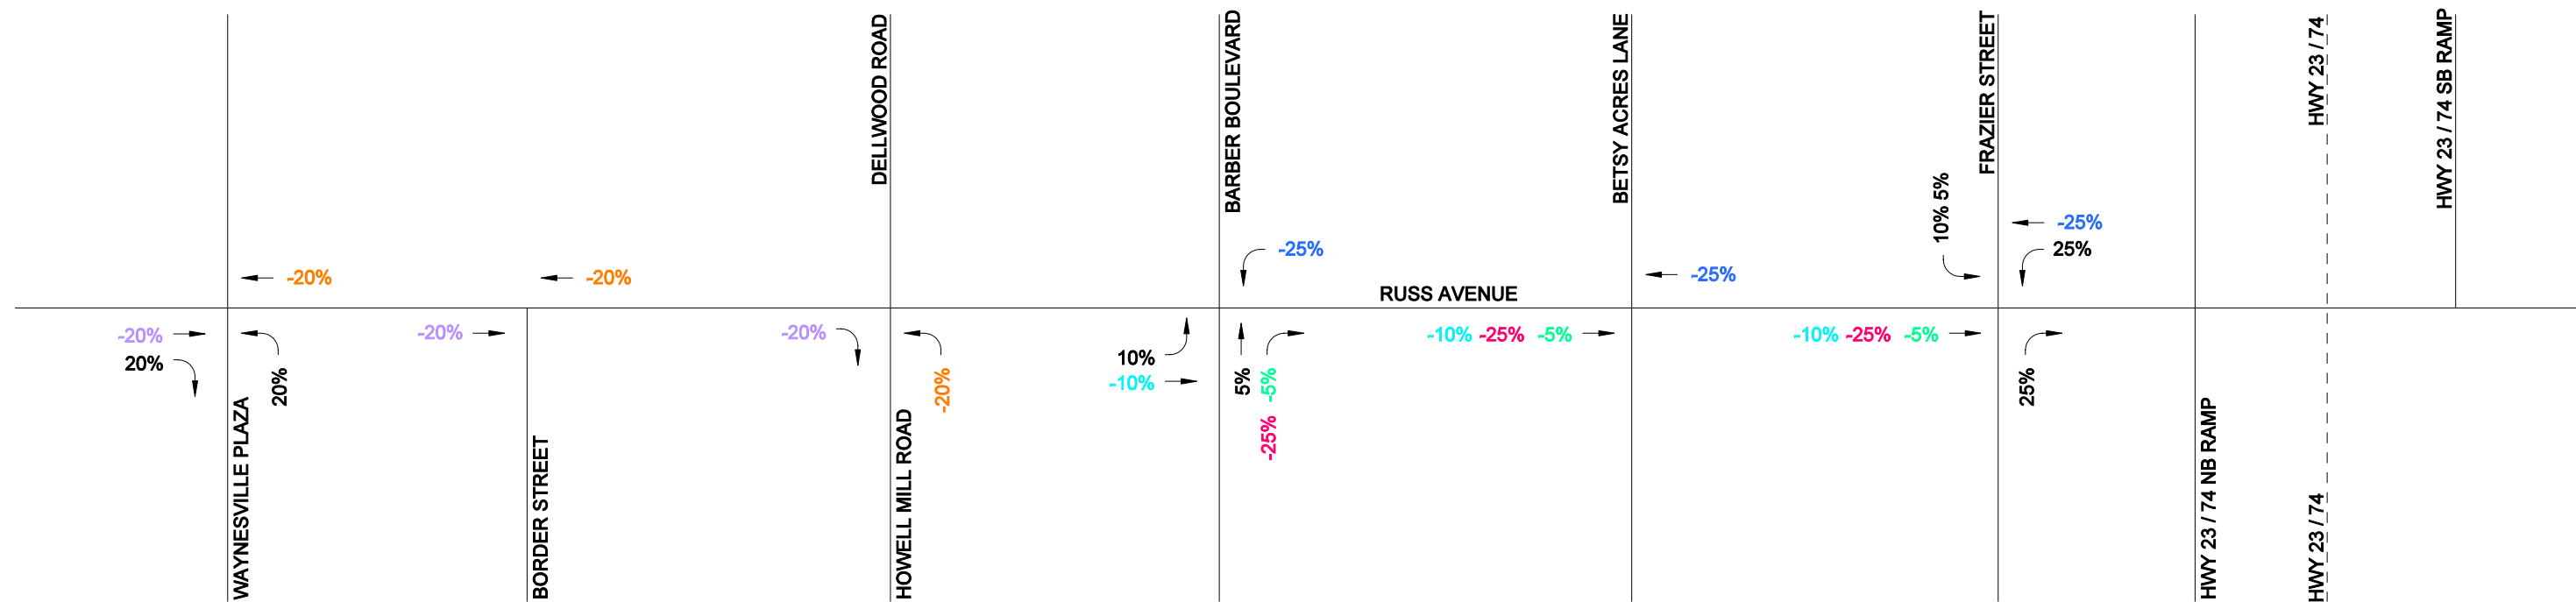 DELLWOOD ROAD
BARBER BOULEVARD
BETSY ACRES LANE
FRAZIER STREET
HWY 23 / 74
HWY 23 / 74 SB RAMP
10% 5%
-20%
-20%
-25%
-25%
-25%
25%
RUSS AVENUE
-20%
20%
20%
-20%
-20%
-20%
10%
-10%
5%
-5%
-25%
-10% -25% -5%
-10% -25% -5%
25%
WAYNESVILLE PLAZA
BORDER STREET
HOWELL MILL ROAD
HWY 23 / 74 NB RAMP
HWY 23 / 74